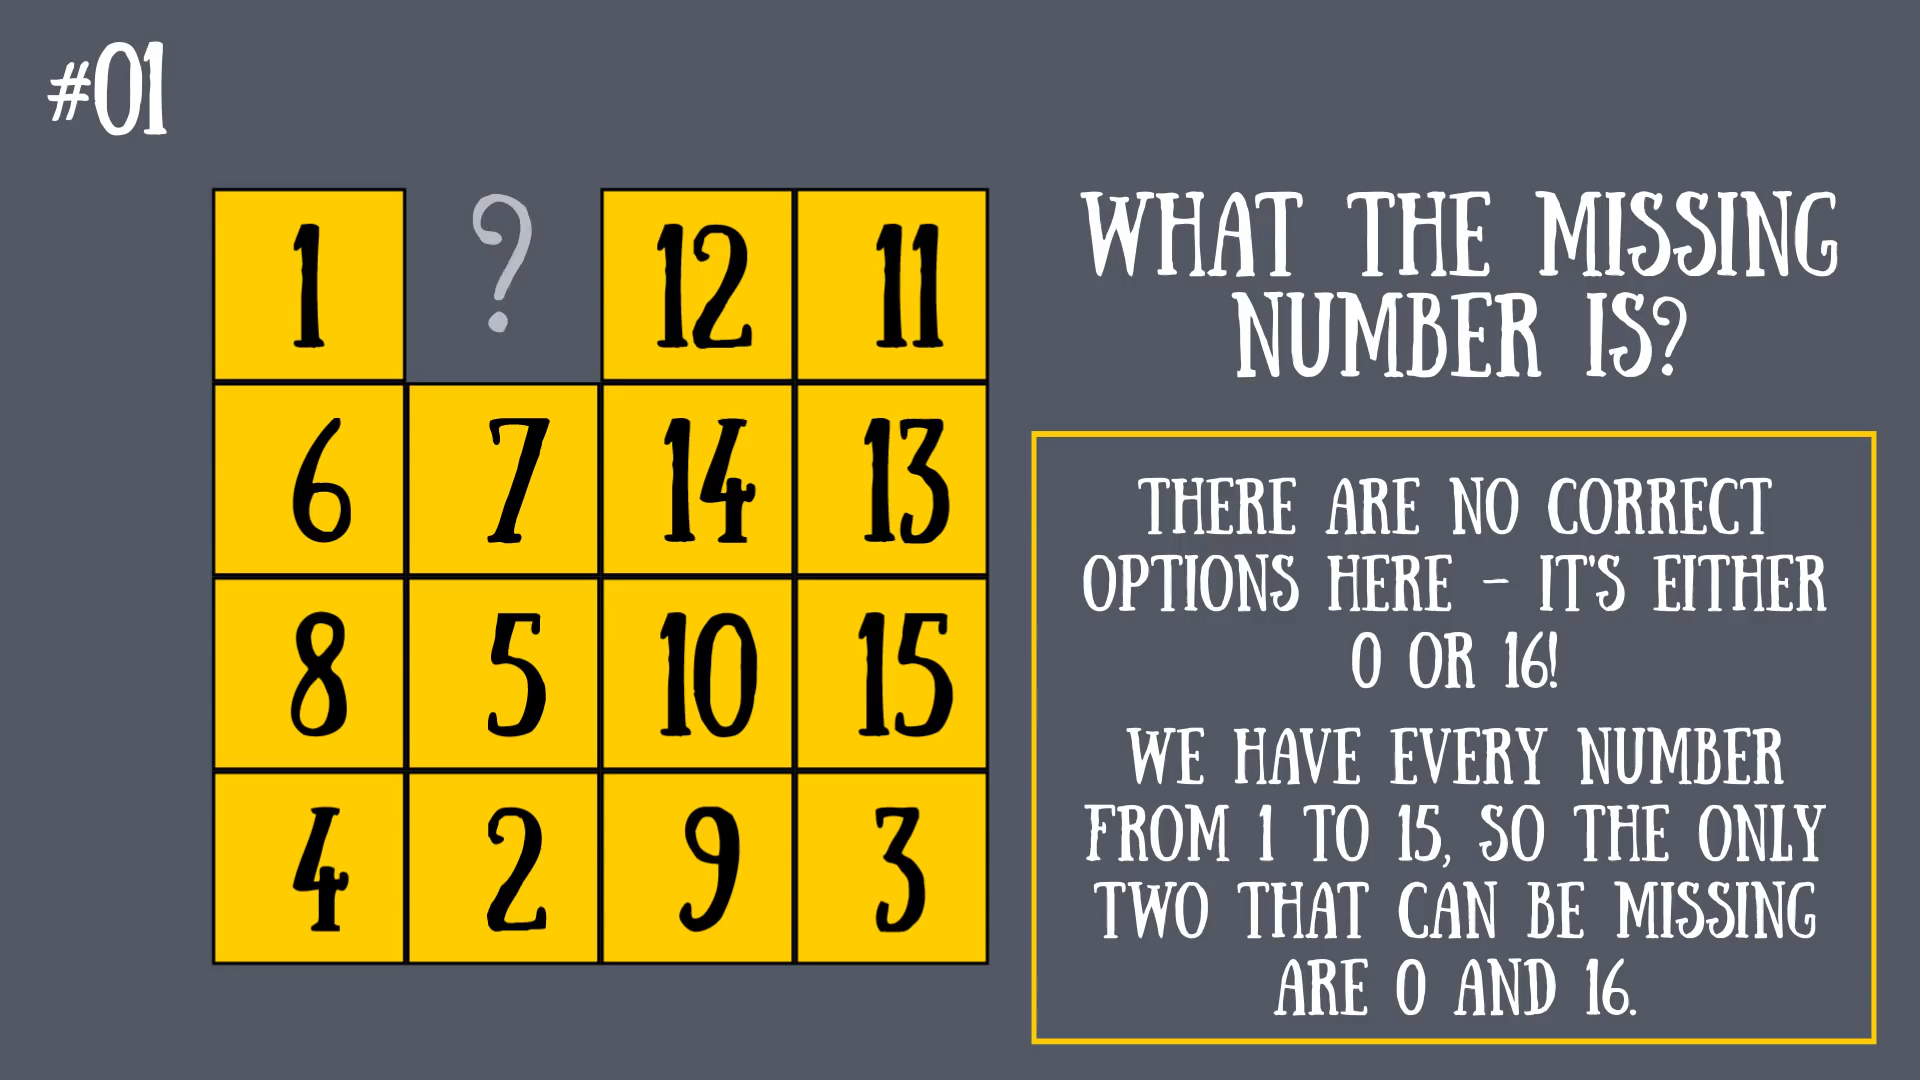 #01
1 ? 12 11
6 7 14 13
8 5 10 15
4 2 9 3
WHAT THE MISSING
NUMBER IS?
THERE ARE NO CORRECT
OPTIONS HERE - IT'S EITHER
0 OR 16!
WE HAVE EVERY NUMBER
FROM 1 TO 15, SO THE ONLY
TWO THAT CAN BE MISSING
ARE 0 AND 16.